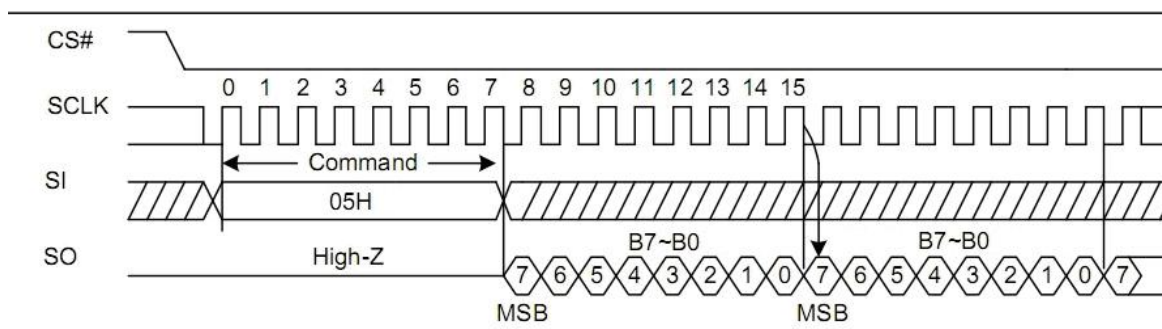 CS#
0 1 2 3 4 5 6 7 8 9 10 11 12 13 14 15
SCLK
Command
SI
05H
B7~B0 B7~B0
SO High-Z
7 6 5 4 3 2 1 0 7 6 5 4 3 2 1 0 7
MSB MSB